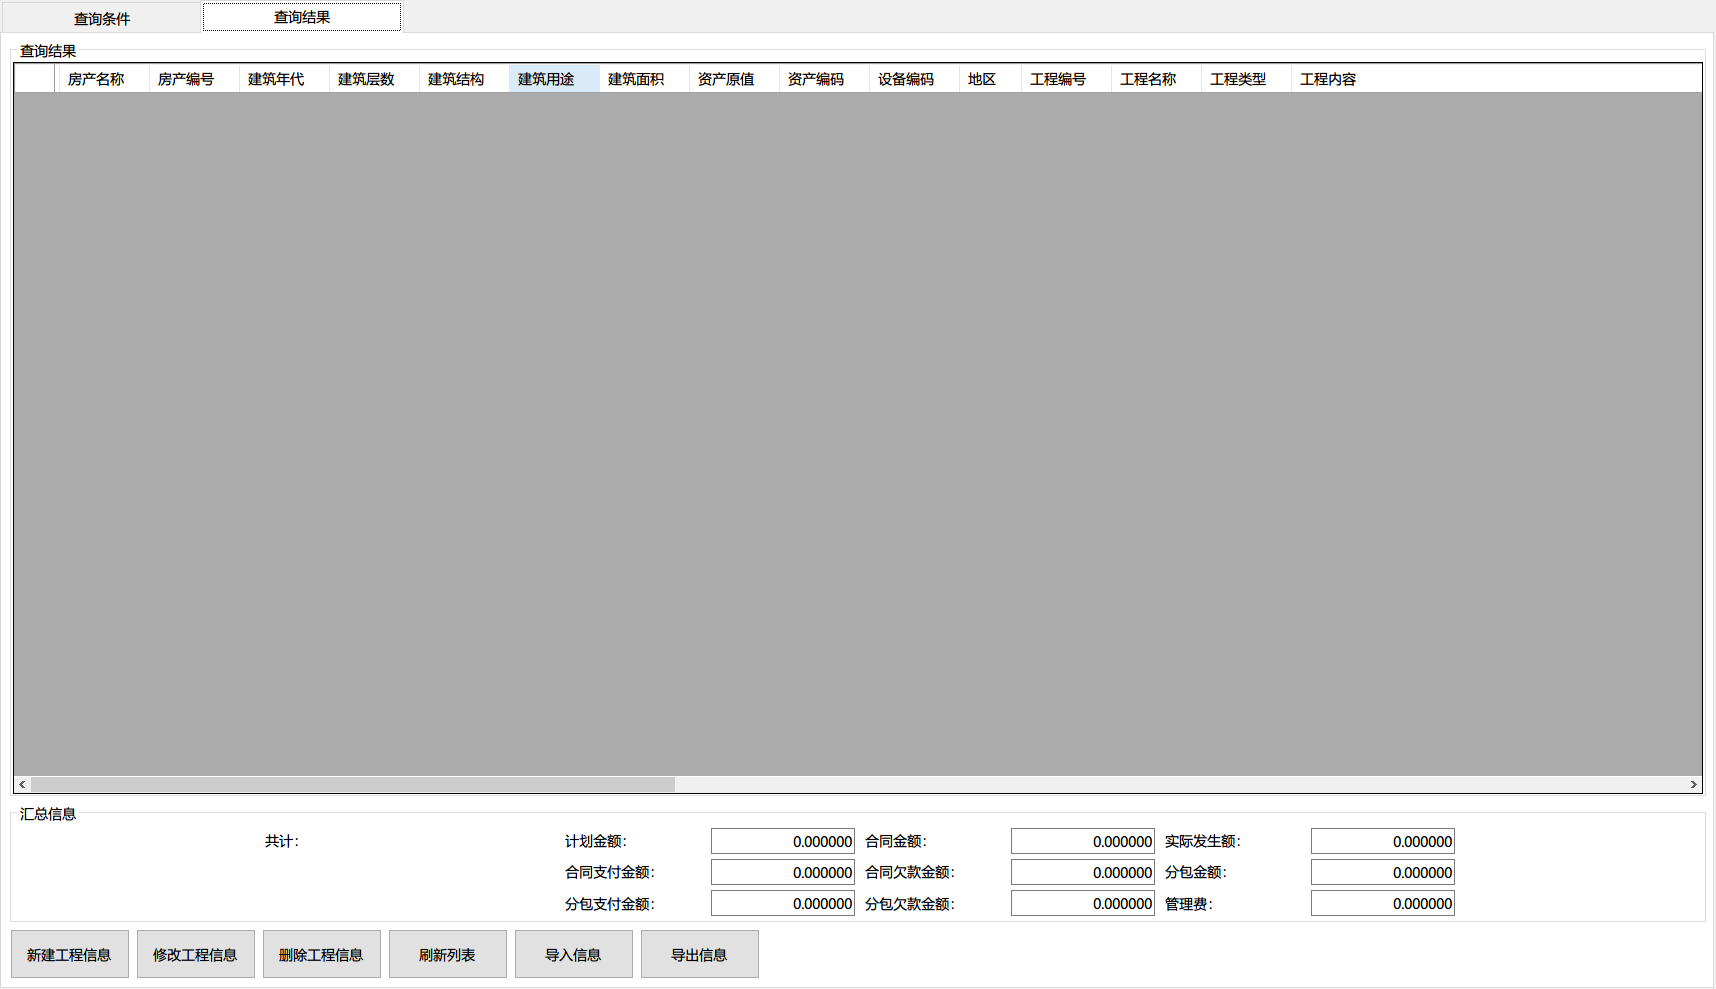 查询条件 查询结果
查询结果
房产名称 房产编号 建筑年代 建筑层数 建筑结构 建筑用途 建筑面积 资产原值 资产编码 设备编码 地区 工程编号 工程名称 工程类型 工程内容
汇总信息
共计： 计划金额： 0.000000 合同金额： 0.000000 实际发生额： 0.000000
合同支付金额： 0.000000 合同欠款金额： 0.000000 分包金额： 0.000000
分包支付金额： 0.000000 分包欠款金额： 0.000000 管理费： 0.000000
新建工程信息 修改工程信息 删除工程信息 刷新列表 导入信息 导出信息